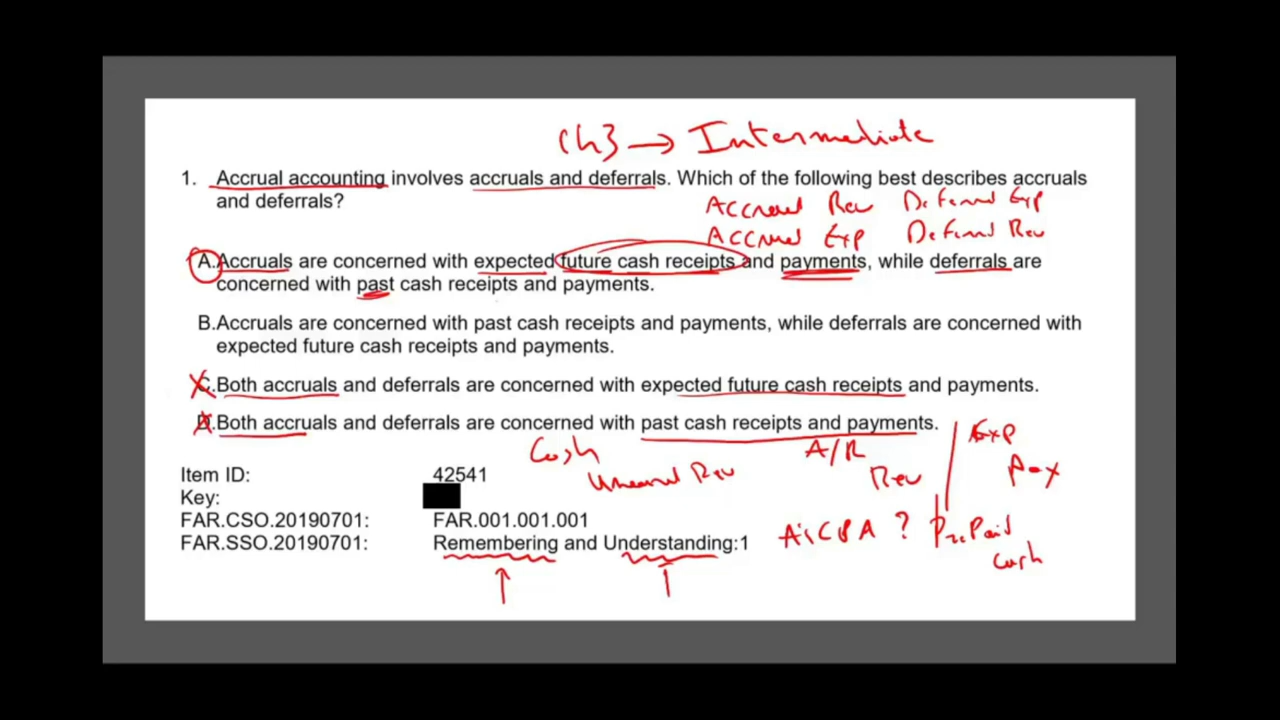 Ch3 → Intermediate
1. Accrual accounting involves accruals and deferrals. Which of the following best describes accruals
and deferrals?
Accrued Rev Deferred Exp
Accrued Exp Deferred Rev
A.Accruals are concerned with expected future cash receipts and payments, while deferrals are
concerned with past cash receipts and payments.
B.Accruals are concerned with past cash receipts and payments, while deferrals are concerned with
expected future cash receipts and payments.
C.Both accruals and deferrals are concerned with expected future cash receipts and payments.
D.Both accruals and deferrals are concerned with past cash receipts and payments.
Cash
Unearned Rev
A/R
Rev
Exp
Pay
Item ID: 42541
Key:
FAR.CSO.20190701: FAR.001.001.001
FAR.SSO.20190701: Remembering and Understanding:1
AiCPA ?
PrePaid
Cash